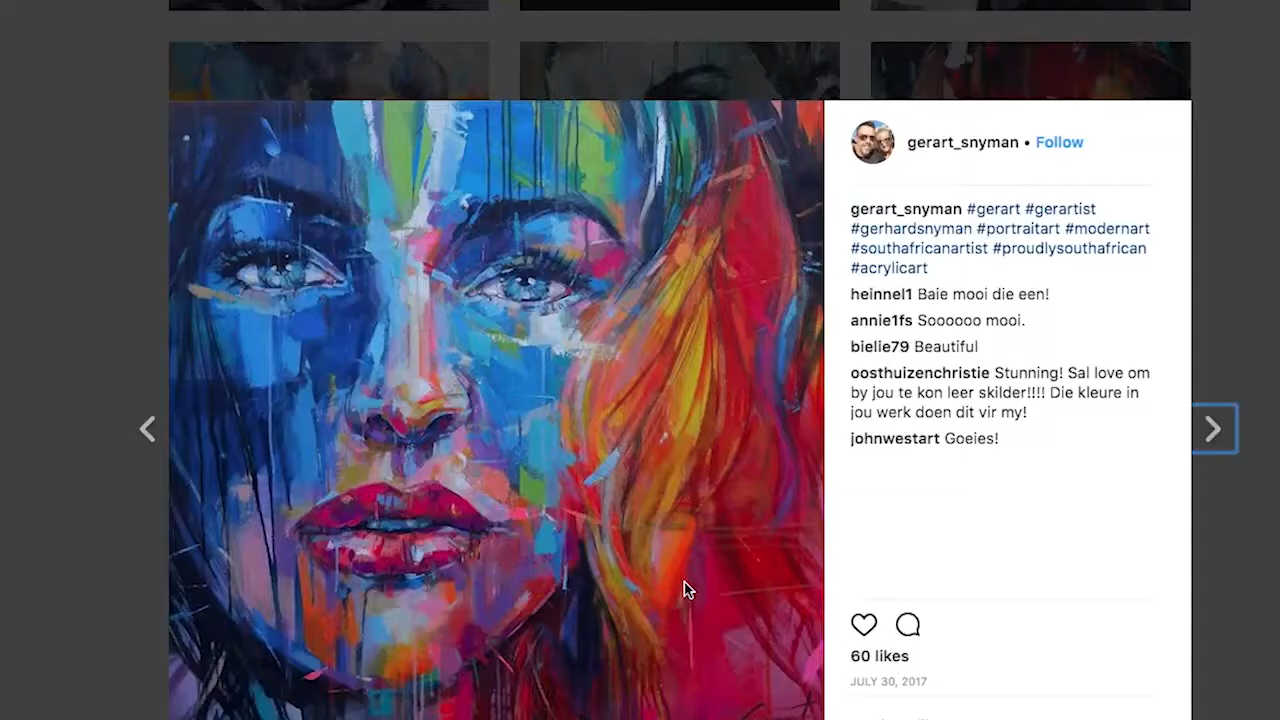 gerart_snyman • Follow
gerart_snyman #gerart #gerartist
#gerhardsnyman #portraitart #modernart
#southafricanartist #proudlysouthafrican
#acrylicart
heinnel1 Baie mooi die een!
annie1fs Soooooo mooi.
bielie79 Beautiful
oosthuizenchristie Stunning! Sal love om
by jou te kon leer skilder!!!! Die kleure in
jou werk doen dit vir my!
johnwestart Goeies!
60 likes
JULY 30, 2017